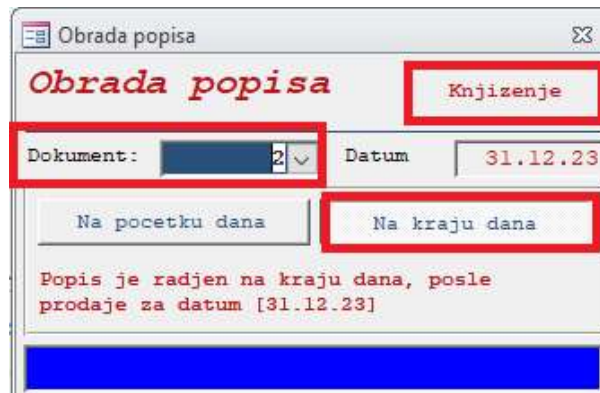 Obrada popisa
Obrada popisa
Knjizenje
Dokument: 2 Datum 31.12.23
Na pocetku dana Na kraju dana
Popis je radjen na kraju dana, posle
prodaje za datum [31.12.23]